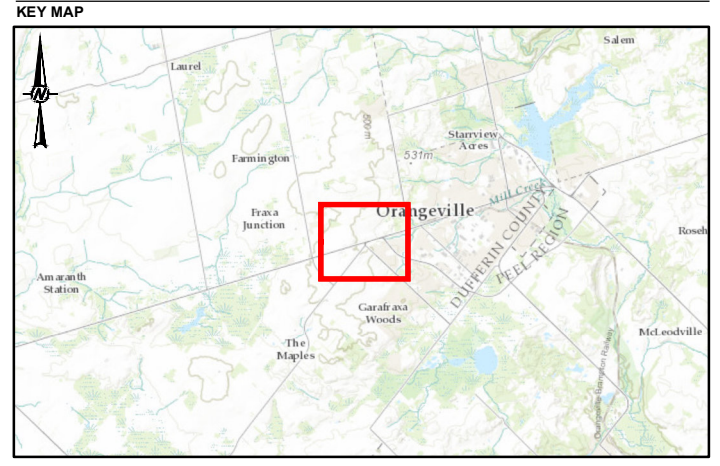 KEY MAP
N
Salem
Laurel
500 m
Starrview
Acres
531m
Farmington
Mill Creek
Fraxa
Junction
Orangeville
DUFFERIN COUNTY
PEEL REGION
Roseh
Amaranth
Station
Garafraxa
Woods
McLeodville
The
Maples
Orangeville Brampton Railway